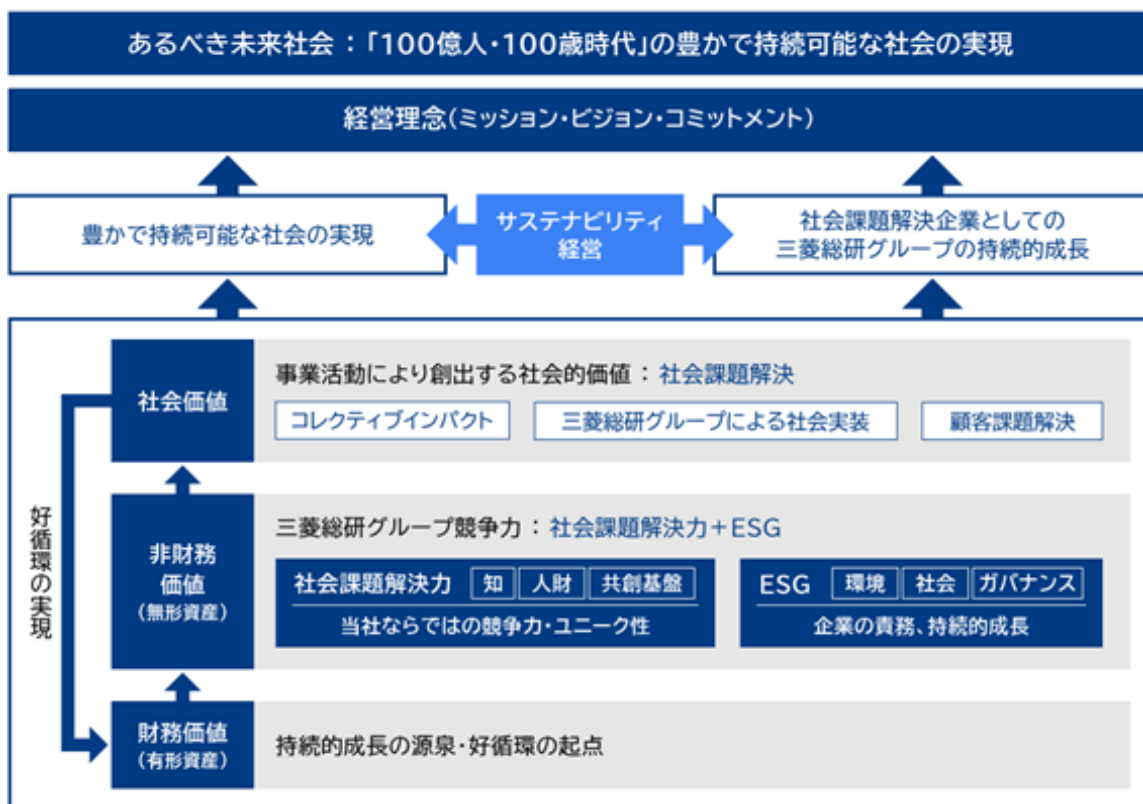 あるべき未来社会：「100億人・100歳時代」の豊かで持続可能な社会の実現
経営理念（ミッション・ビジョン・コミットメント）
豊かで持続可能な社会の実現
サステナビリティ
経営
社会課題解決企業としての
三菱総研グループの持続的成長
好循環の実現
社会価値
事業活動により創出する社会的価値：社会課題解決
コレクティブインパクト
三菱総研グループによる社会実装
顧客課題解決
非財務
価値
（無形資産）
三菱総研グループ競争力：社会課題解決力＋ESG
社会課題解決力 知 人財 共創基盤
当社ならではの競争力・ユニーク性
ESG 環境 社会 ガバナンス
企業の責務、持続的成長
財務価値
（有形資産）
持続的成長の源泉・好循環の起点